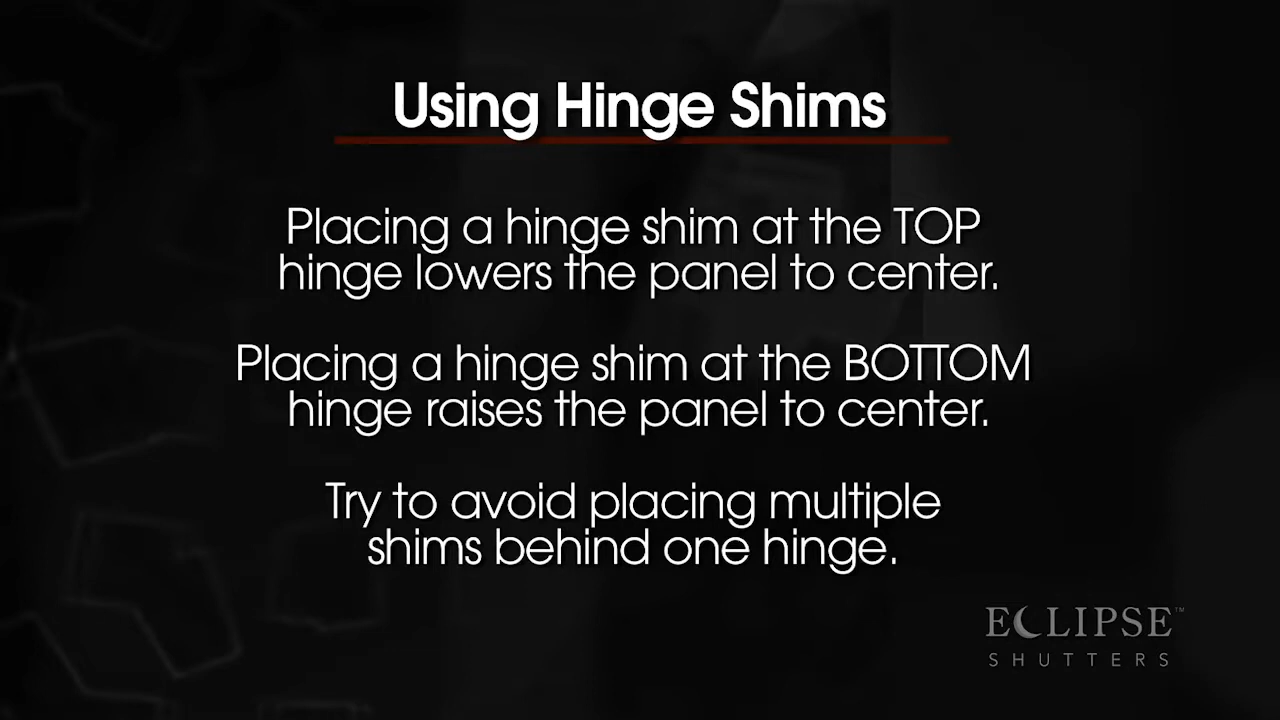 Using Hinge Shims
Placing a hinge shim at the TOP
hinge lowers the panel to center.
Placing a hinge shim at the BOTTOM
hinge raises the panel to center.
Try to avoid placing multiple
shims behind one hinge.
ECLIPSE™
SHUTTERS